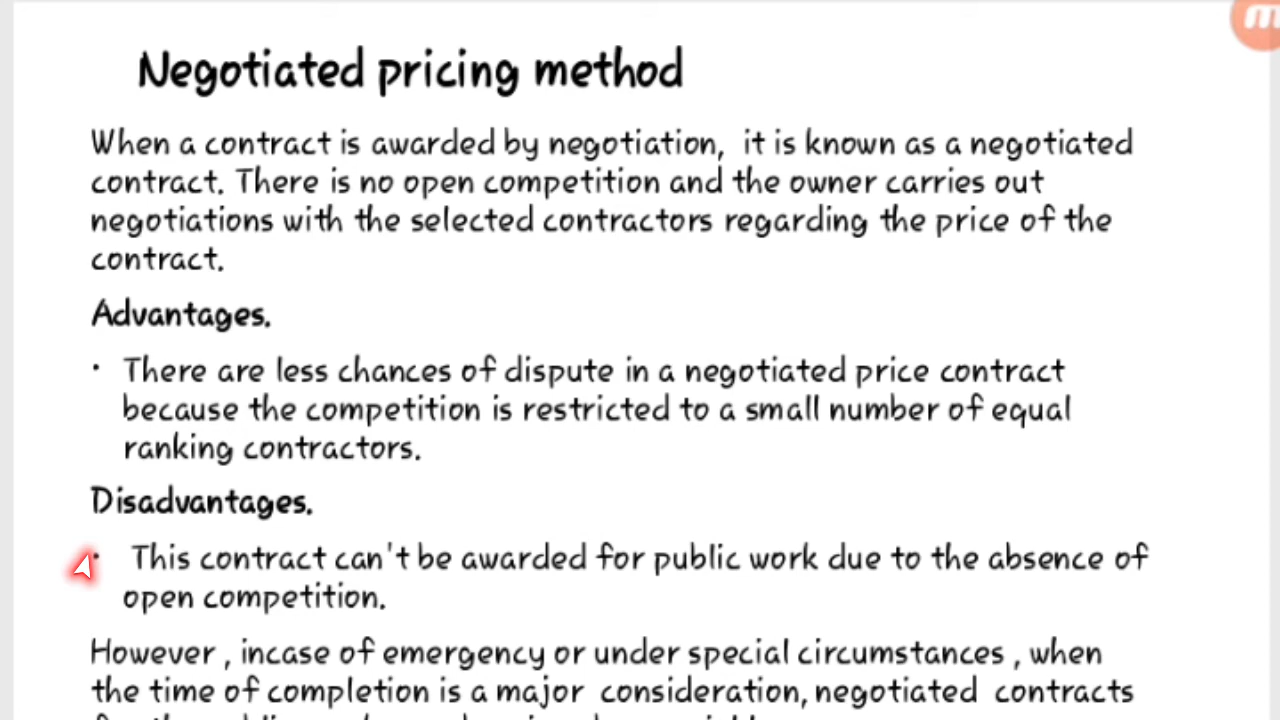 Negotiated pricing method
When a contract is awarded by negotiation, it is known as a negotiated
contract. There is no open competition and the owner carries out
negotiations with the selected contractors regarding the price of the
contract.
Advantages.
· There are less chances of dispute in a negotiated price contract
because the competition is restricted to a small number of equal
ranking contractors.
Disadvantages.
· This contract can't be awarded for public work due to the absence of
open competition.
However , incase of emergency or under special circumstances , when
the time of completion is a major consideration, negotiated contracts